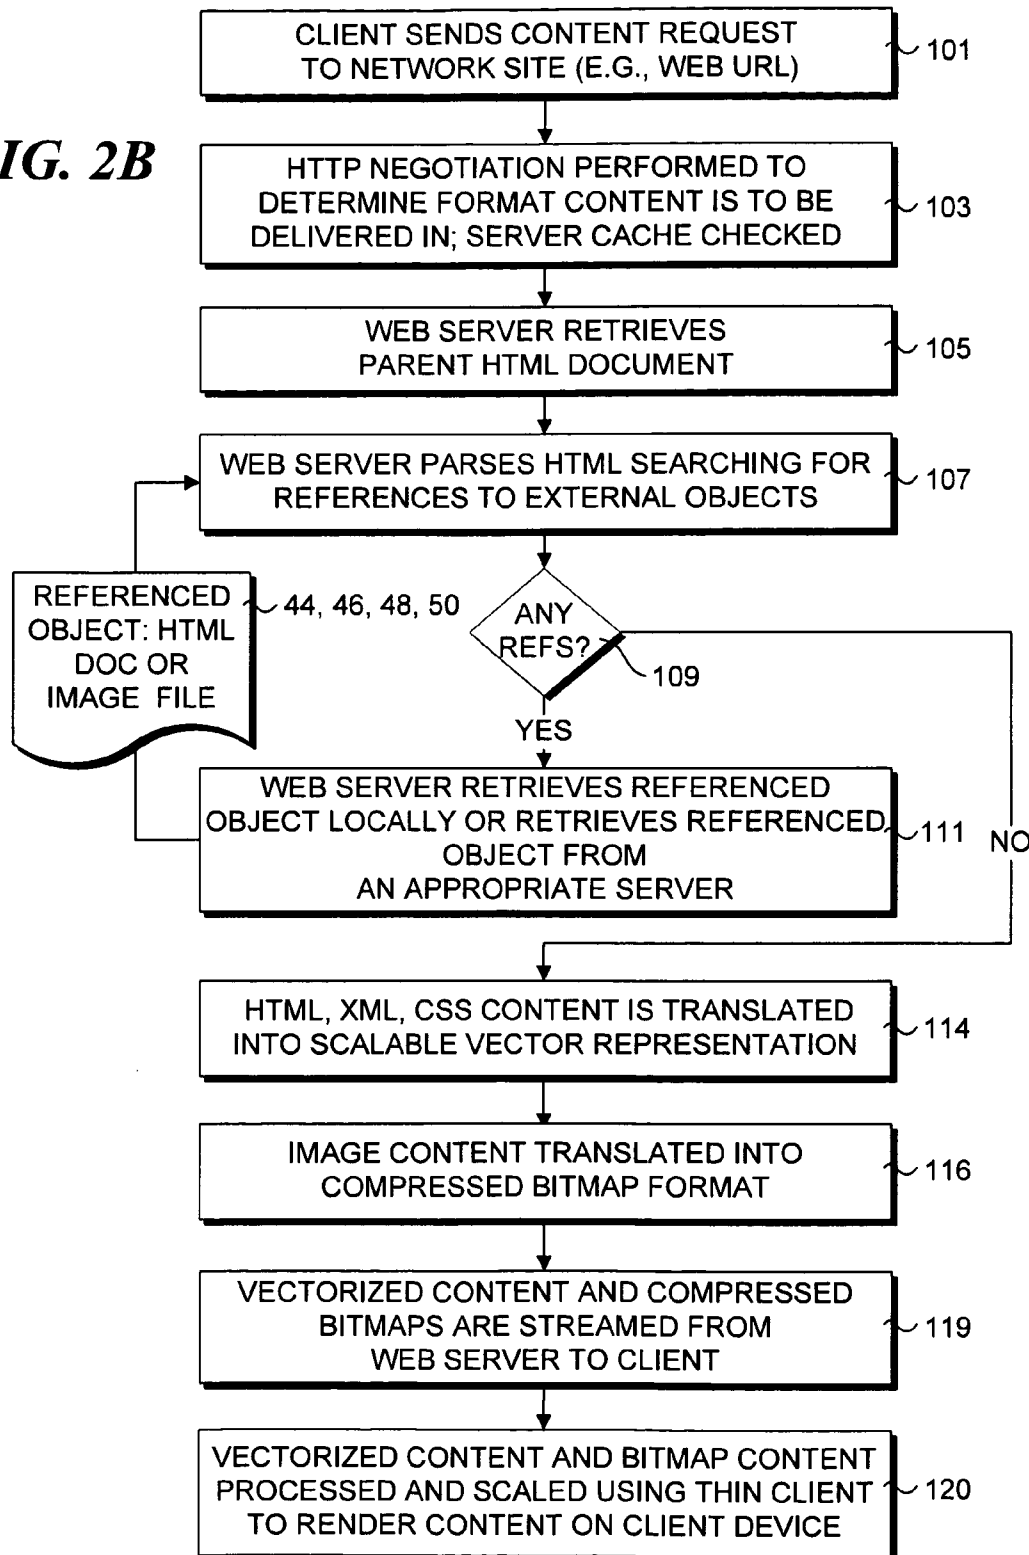 CLIENT SENDS CONTENT REQUEST
TO NETWORK SITE (E.G., WEB URL)
101
IG. 2B
HTTP NEGOTIATION PERFORMED TO
DETERMINE FORMAT CONTENT IS TO BE
DELIVERED IN; SERVER CACHE CHECKED
103
WEB SERVER RETRIEVES
PARENT HTML DOCUMENT
105
WEB SERVER PARSES HTML SEARCHING FOR
REFERENCES TO EXTERNAL OBJECTS
107
REFERENCED
OBJECT: HTML
DOC OR
IMAGE FILE
44, 46, 48, 50
ANY
REFS?
109
YES
NO
WEB SERVER RETRIEVES REFERENCED
OBJECT LOCALLY OR RETRIEVES REFERENCED
OBJECT FROM
AN APPROPRIATE SERVER
111
HTML, XML, CSS CONTENT IS TRANSLATED
INTO SCALABLE VECTOR REPRESENTATION
114
IMAGE CONTENT TRANSLATED INTO
COMPRESSED BITMAP FORMAT
116
VECTORIZED CONTENT AND COMPRESSED
BITMAPS ARE STREAMED FROM
WEB SERVER TO CLIENT
119
VECTORIZED CONTENT AND BITMAP CONTENT
PROCESSED AND SCALED USING THIN CLIENT
TO RENDER CONTENT ON CLIENT DEVICE
120